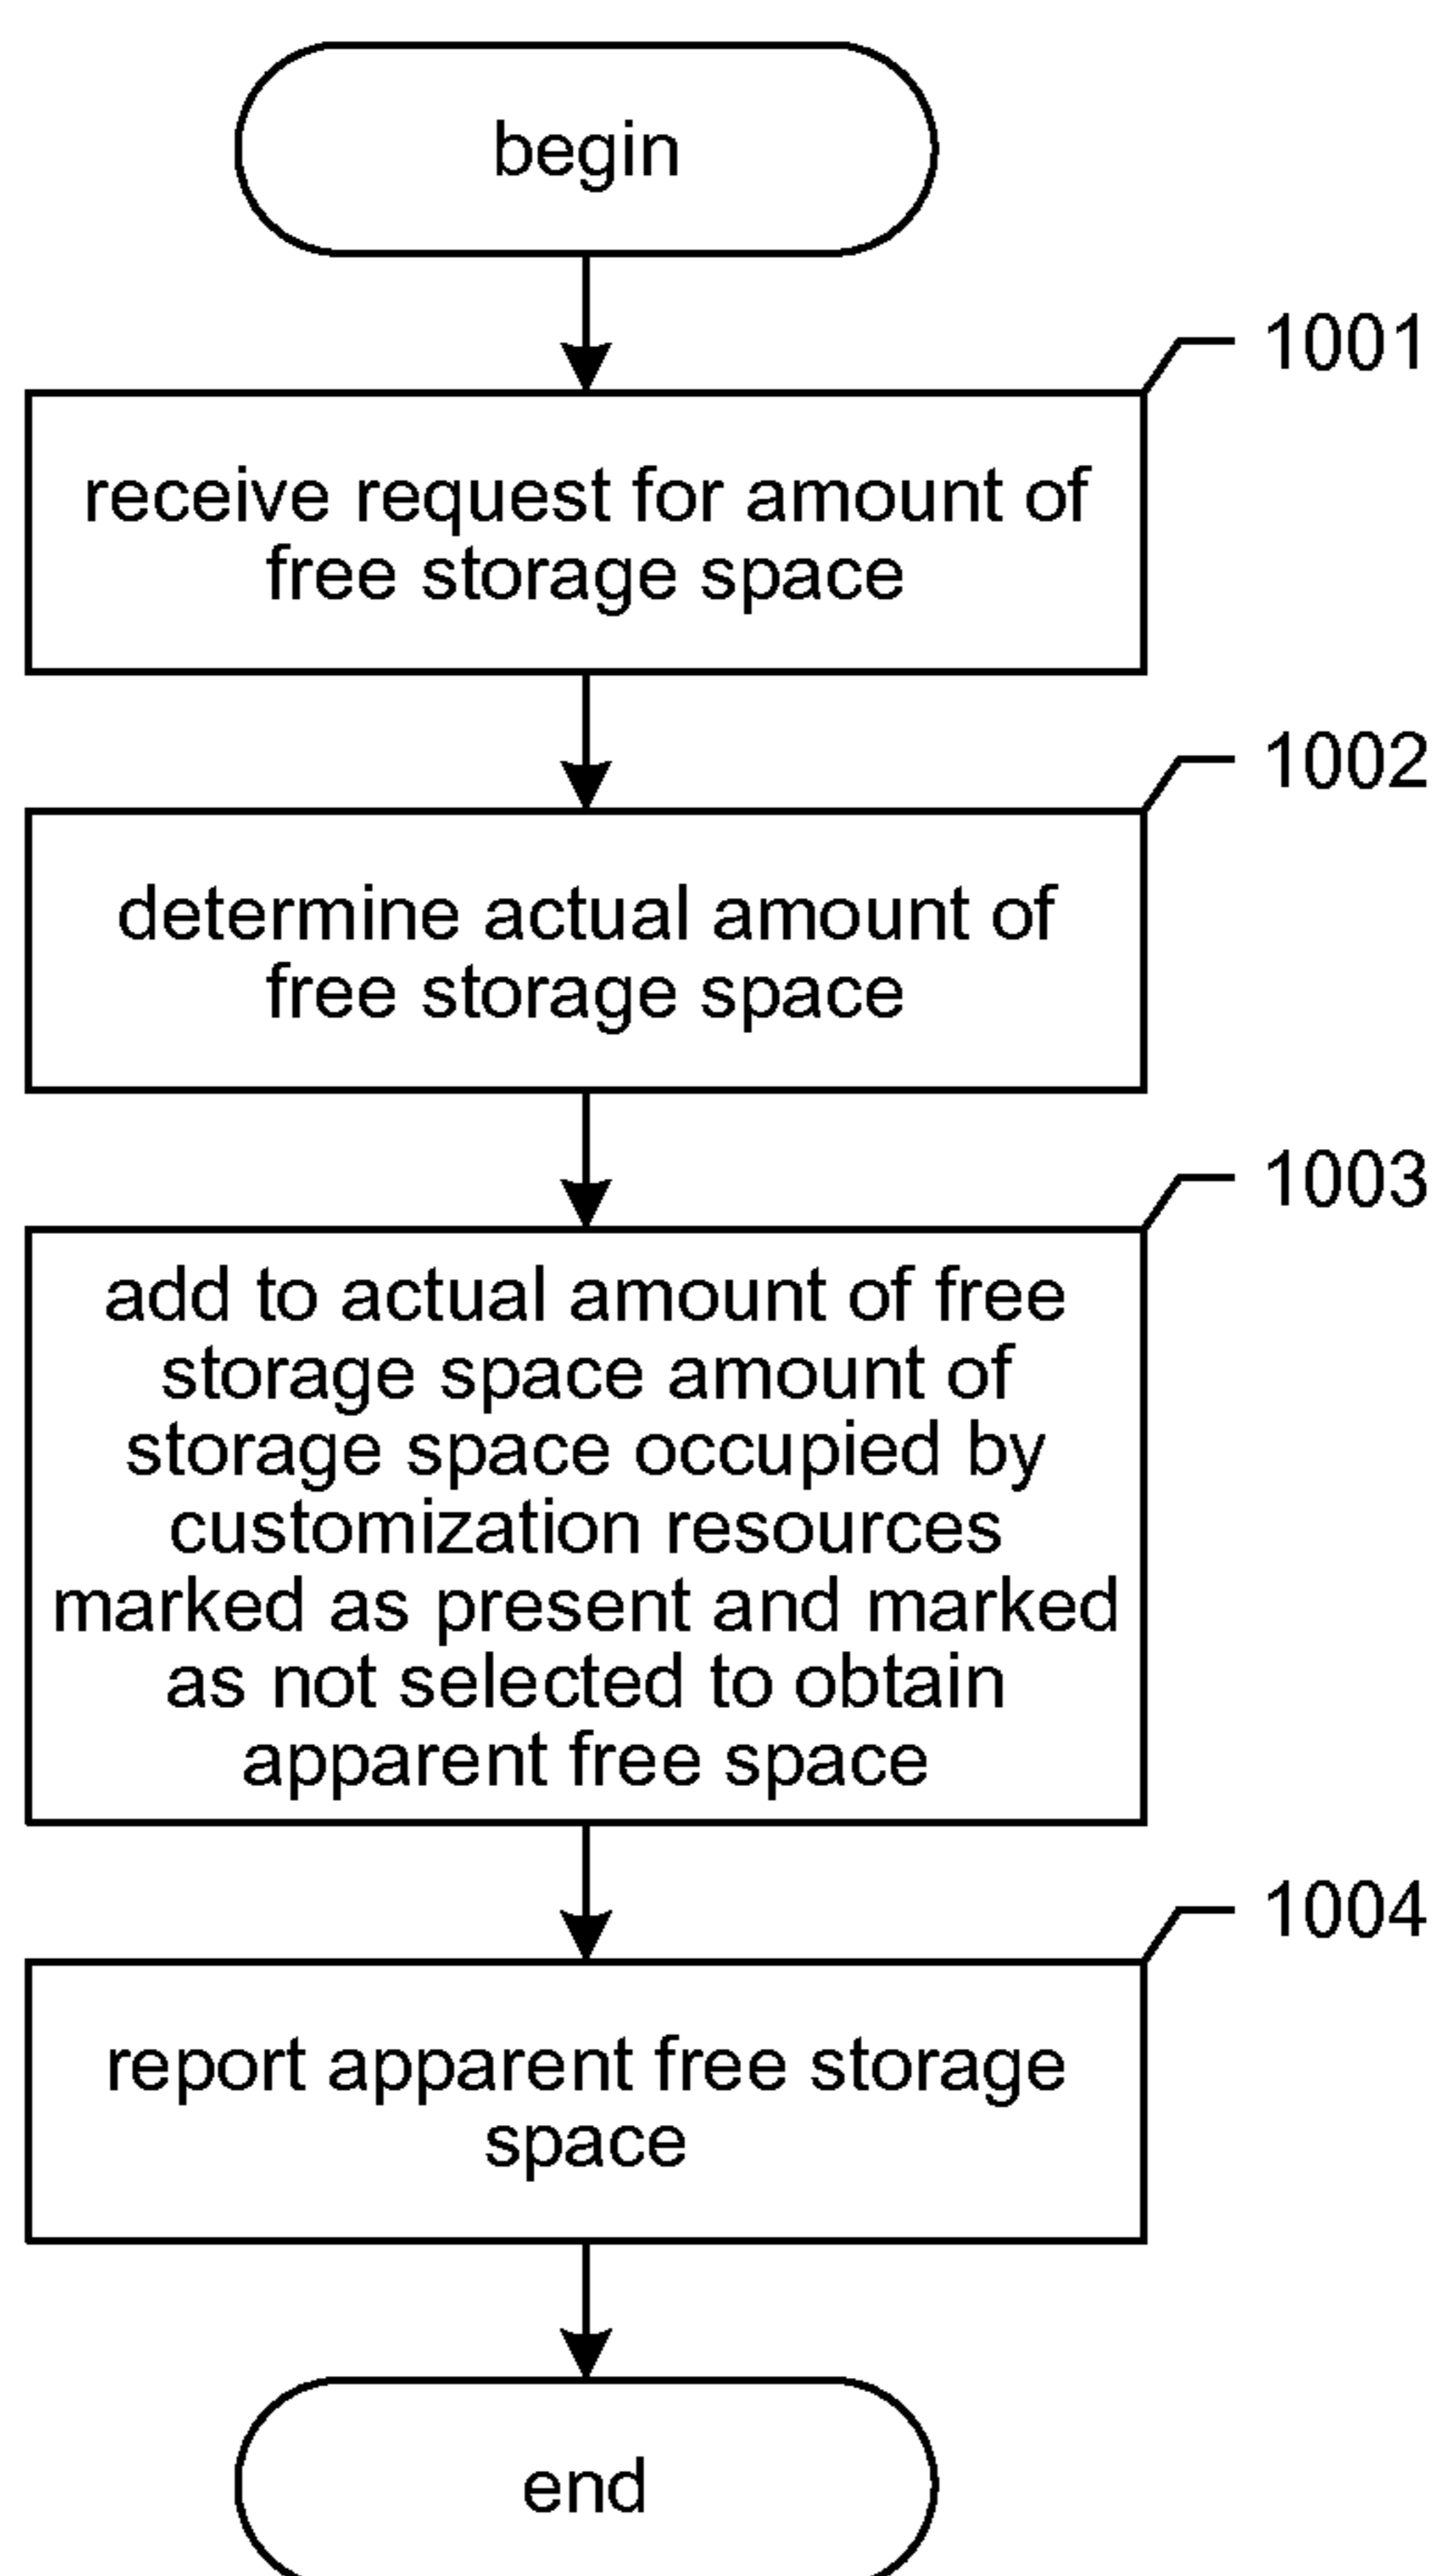 begin
1001
receive request for amount of
free storage space
1002
determine actual amount of
free storage space
1003
add to actual amount of free
storage space amount of
storage space occupied by
customization resources
marked as present and marked
as not selected to obtain
apparent free space
1004
report apparent free storage
space
end